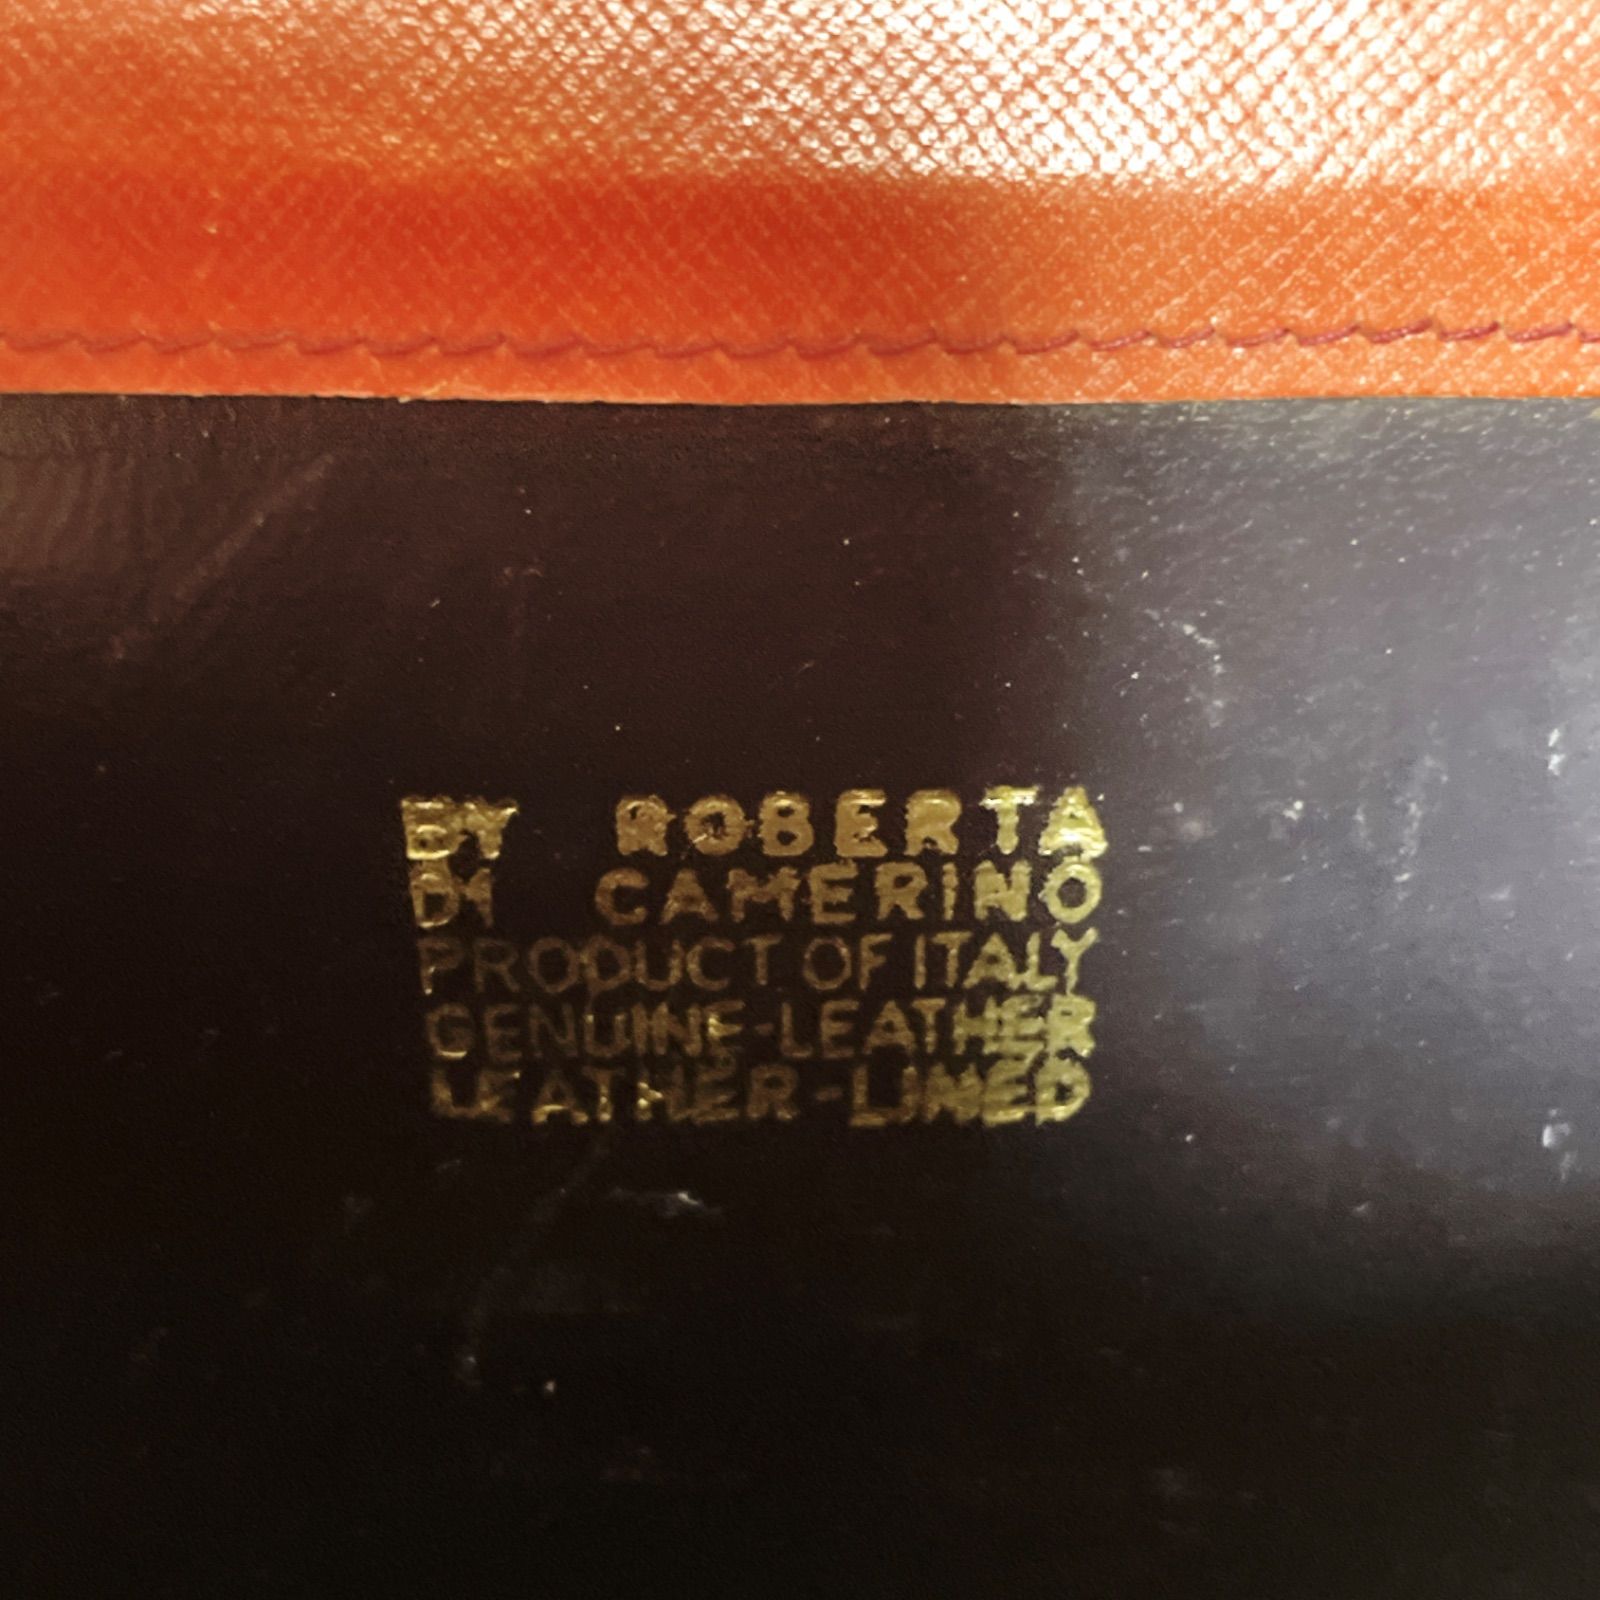 BY ROBERTA
DI CAMERINO
PRODUCT OF ITALY
GENUINE-LEATHER
LEATHER-LINED